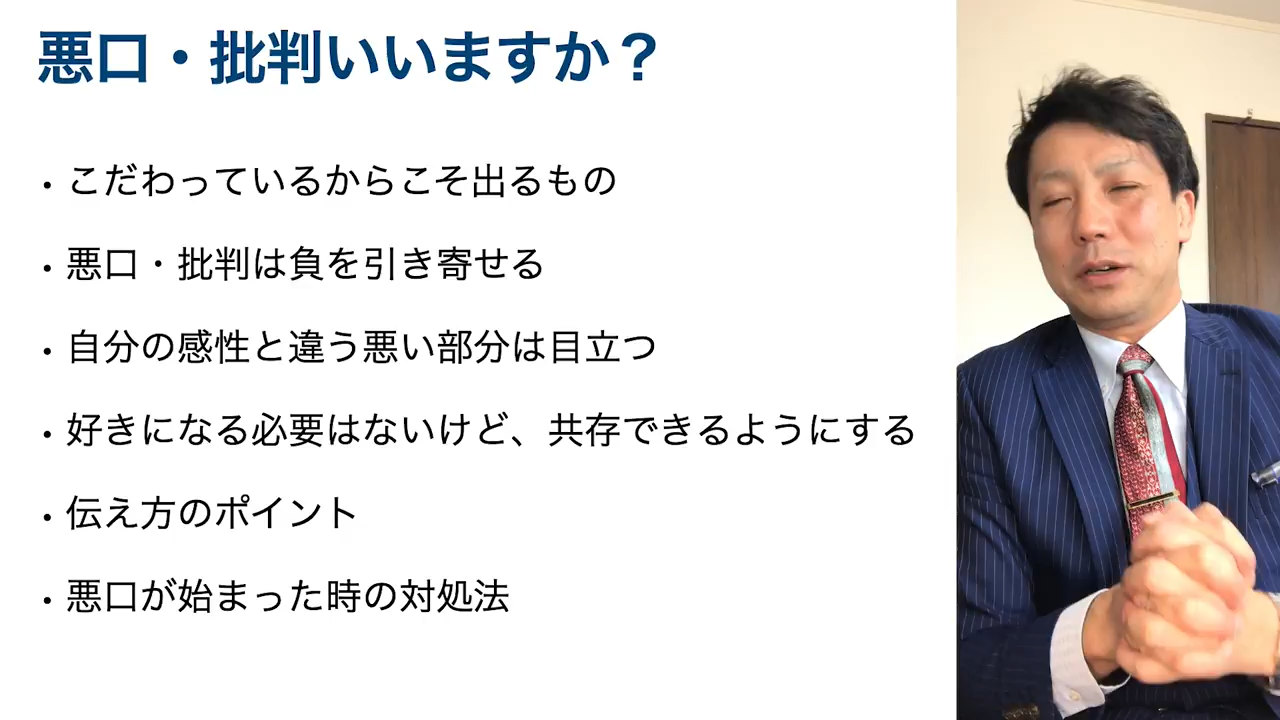 悪口・批判いいますか？
・こだわっているからこそ出るもの
・悪口・批判は負を引き寄せる
・自分の感性と違う悪い部分は目立つ
・好きになる必要はないけど、共存できるようにする
・伝え方のポイント
・悪口が始まった時の対処法